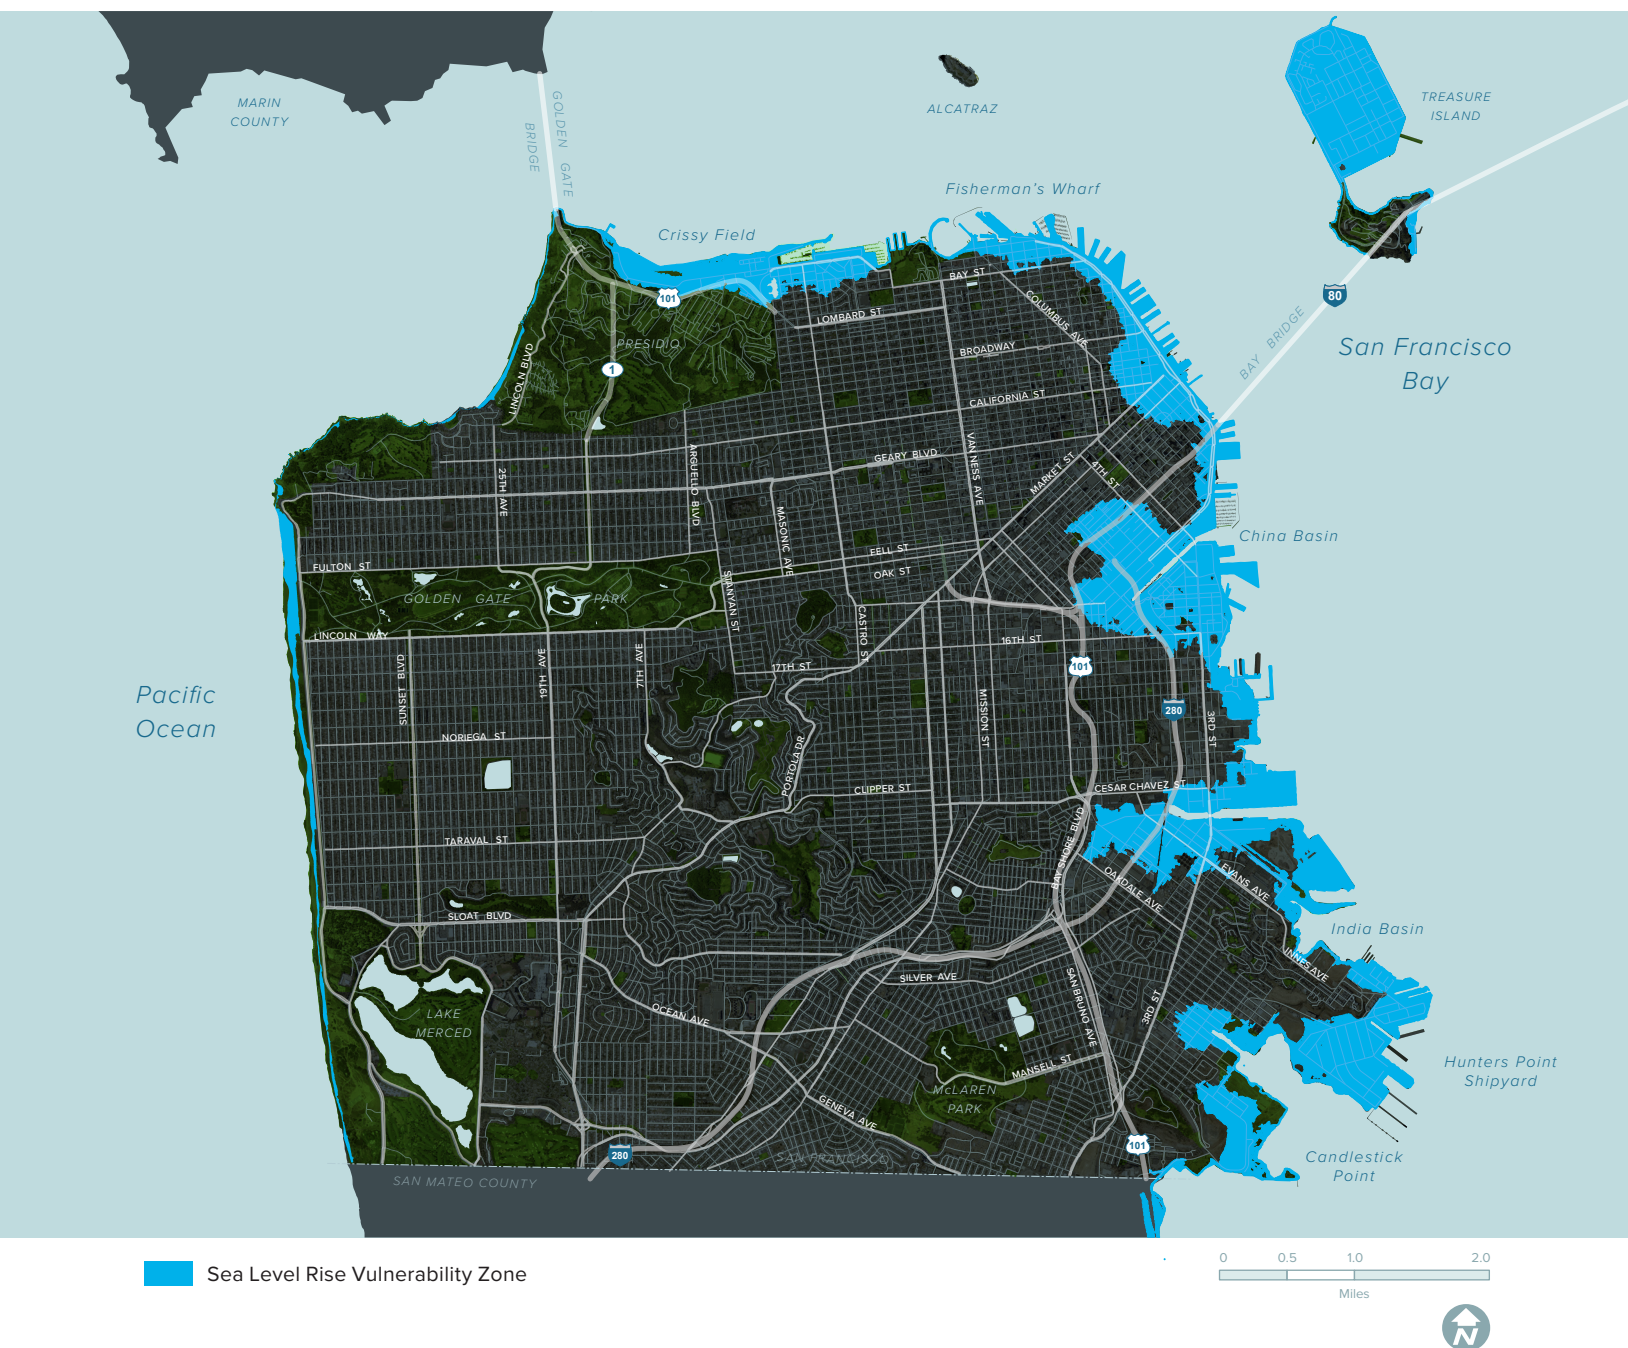 MARIN
COUNTY
GOLDEN GATE
BRIDGE
ALCATRAZ
TREASURE
ISLAND
Fisherman's Wharf
Crissy Field
BAY ST
COLUMBUS AVE
101
LOMBARD ST
80
BAY BRIDGE
San Francisco
Bay
PRESIDIO
BROADWAY
1
LINCOLN BLVD
CALIFORNIA ST
VAN NESS AVE
GEARY BLVD
MARKET ST
4TH ST
25TH AVE
ARGUELLO BLVD
MASONIC AVE
China Basin
FELL ST
OAK ST
FULTON ST
GOLDEN GATE PARK
STANYAN ST
CASTRO ST
LINCOLN WAY
16TH ST
17TH ST
101
SUNSET BLVD
19TH AVE
7TH AVE
Pacific
Ocean
MISSION ST
280
3RD ST
NORIEGA ST
PORTOLA DR
CLIPPER ST
CESAR CHAVEZ ST
TARAVAL ST
BAY SHORE BLVD
OAKDALE AVE
EVANS AVE
SLOAT BLVD
India Basin
INNES AVE
SILVER AVE
SAN BRUNO AVE
3RD ST
LAKE
MERCED
OCEAN AVE
MANSELL ST
Hunters Point
Shipyard
McLAREN
PARK
GENEVA AVE
101
280
SAN FRANCISCO
Candlestick
Point
SAN MATEO COUNTY
Sea Level Rise Vulnerability Zone
0 0.5 1.0 2.0
Miles
N